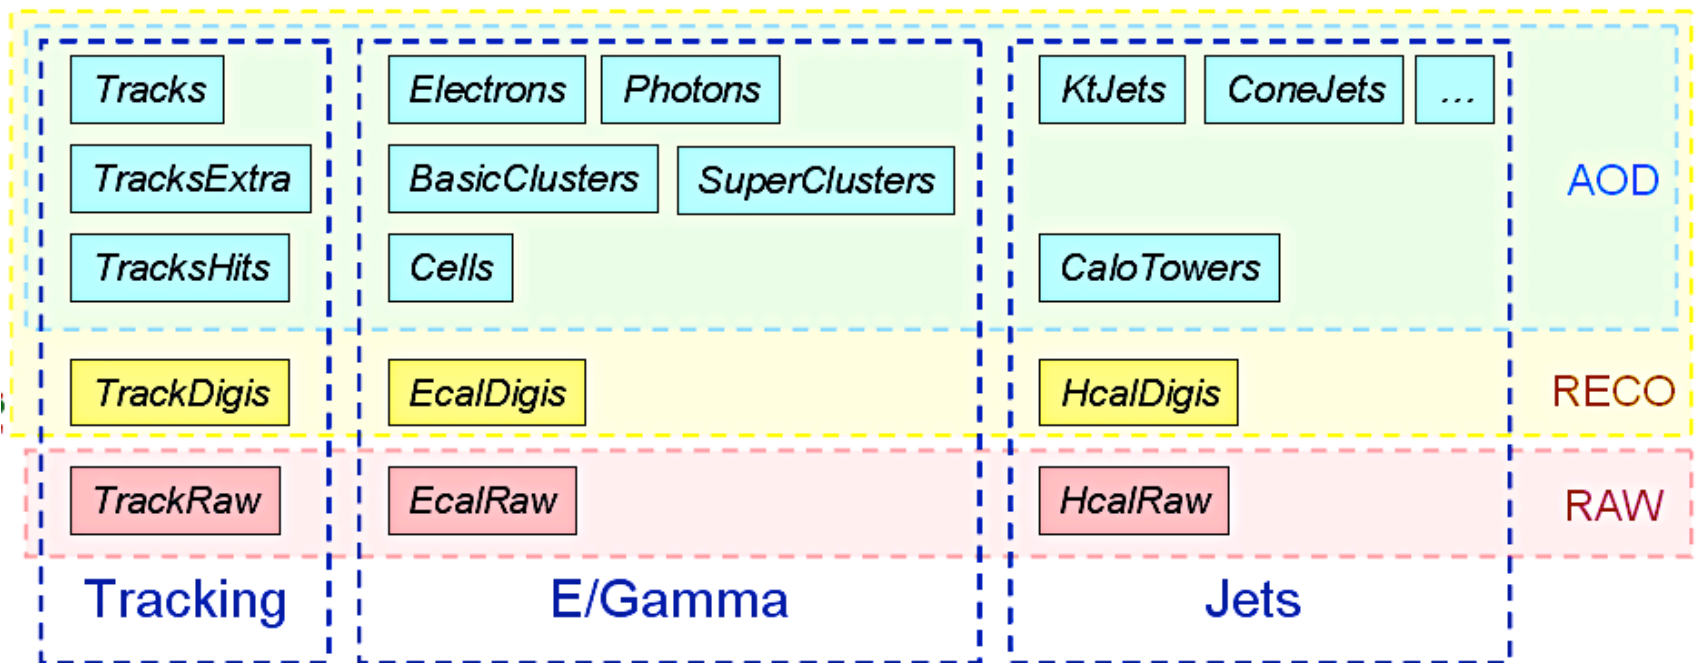 Tracks Electrons Photons KtJets ConeJets ...
TracksExtra BasicClusters SuperClusters AOD
TracksHits Cells CaloTowers
TrackDigis EcalDigis HcalDigis RECO
TrackRaw EcalRaw HcalRaw RAW
Tracking E/Gamma Jets